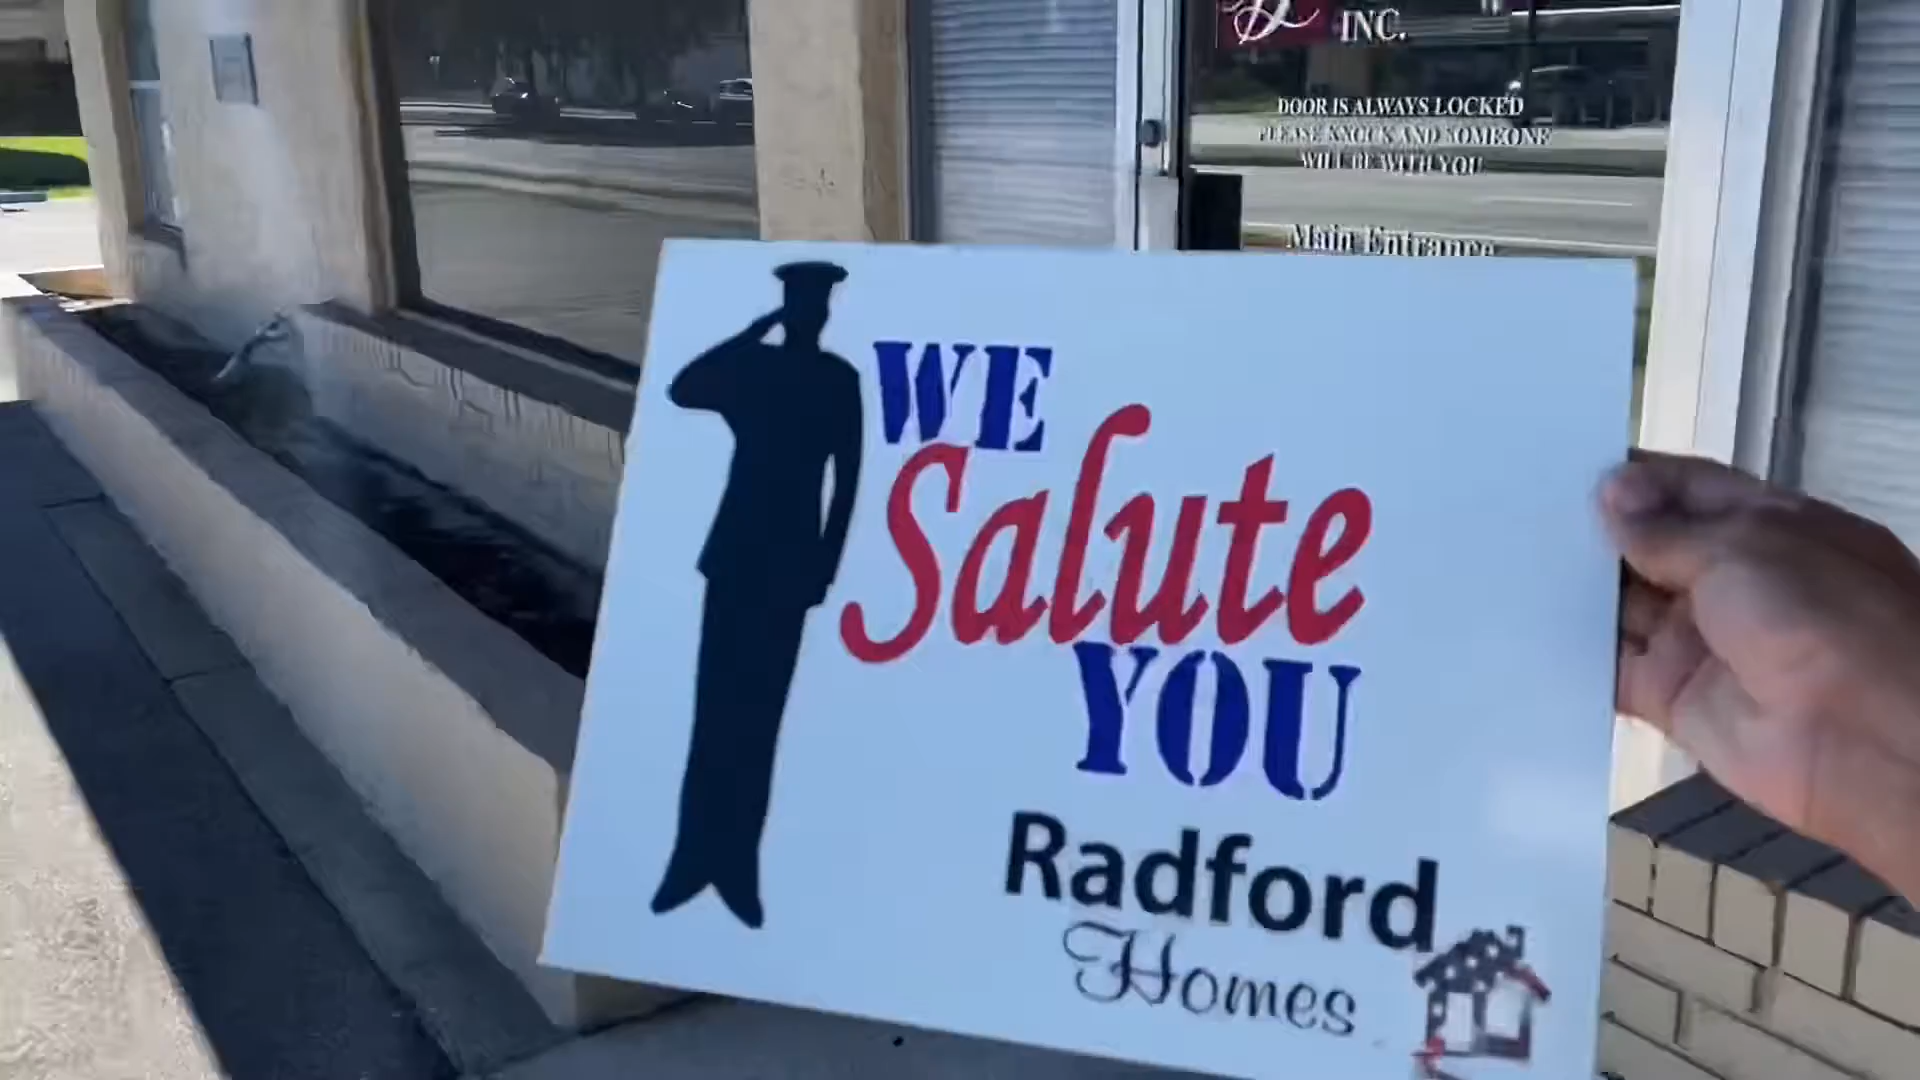 INC.
DOOR IS ALWAYS LOCKED
PLEASE KNOCK AND SOMEONE
WILL BE WITH YOU
Main Entrance
WE
Salute
YOU
Radford
Homes